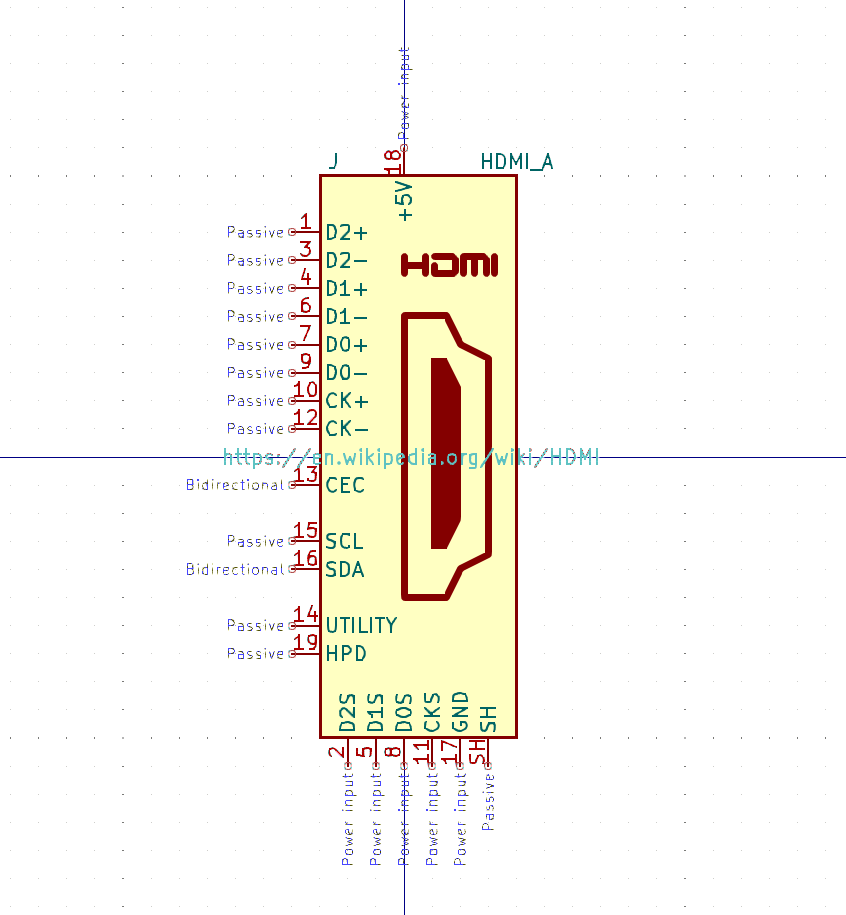 Power input
18
J HDMI_A
+5V
Passive 1 D2+
Passive 3 D2-
HDMI
Passive 4 D1+
Passive 6 D1-
Passive 7 D0+
Passive 9 D0-
Passive 10 CK+
Passive 12 CK-
https://en.wikipedia.org/wiki/HDMI
Bidirectional 13 CEC
Passive 15 SCL
Bidirectional 16 SDA
Passive 14 UTILITY
Passive 19 HPD
D2S D1S D0S CKS GND SH
2 5 8 11 17 SH
Power input Power input Power input Power input Power input Passive